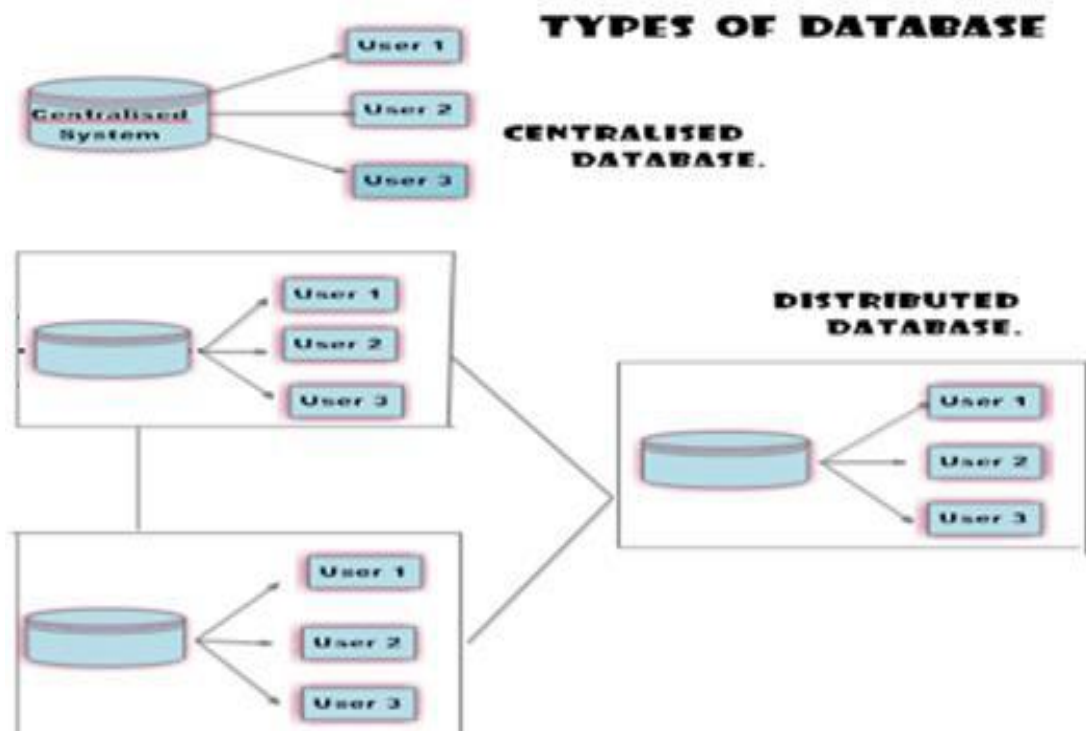 TYPES OF DATABASE
User 1
Centralised
System
User 2
User 3
CENTRALISED
DATABASE.
User 1
User 2
User 3
DISTRIBUTED
DATABASE.
User 1
User 2
User 3
User 1
User 2
User 3